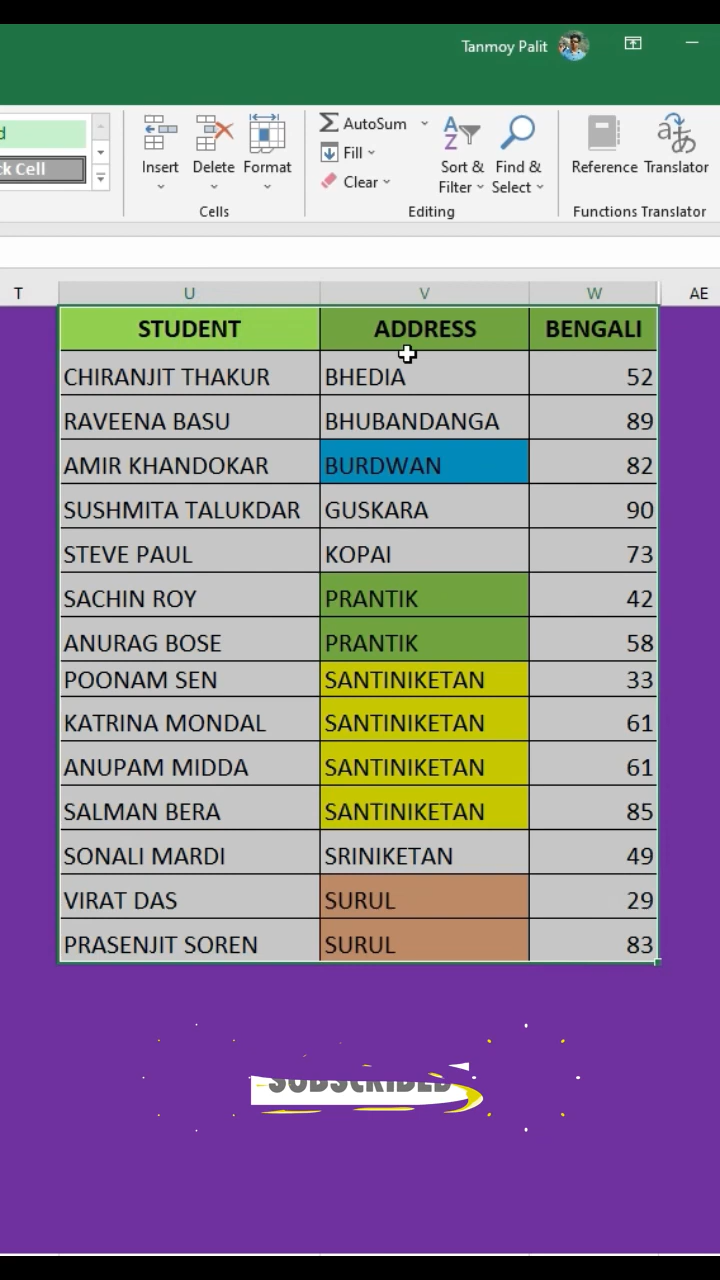 Tanmoy Palit
d
ck Cell
Insert
Delete
Format
Cells
AutoSum
Fill
Clear
Sort &
Filter
Find &
Select
Editing
Reference
Translator
Functions Translator
T U V W AE
STUDENT ADDRESS BENGALI
CHIRANJIT THAKUR BHEDIA 52
RAVEENA BASU BHUBANDANGA 89
AMIR KHANDOKAR BURDWAN 82
SUSHMITA TALUKDAR GUSKARA 90
STEVE PAUL KOPAI 73
SACHIN ROY PRANTIK 42
ANURAG BOSE PRANTIK 58
POONAM SEN SANTINIKETAN 33
KATRINA MONDAL SANTINIKETAN 61
ANUPAM MIDDA SANTINIKETAN 61
SALMAN BERA SANTINIKETAN 85
SONALI MARDI SRINIKETAN 49
VIRAT DAS SURUL 29
PRASENJIT SOREN SURUL 83
SUBSCRIBED